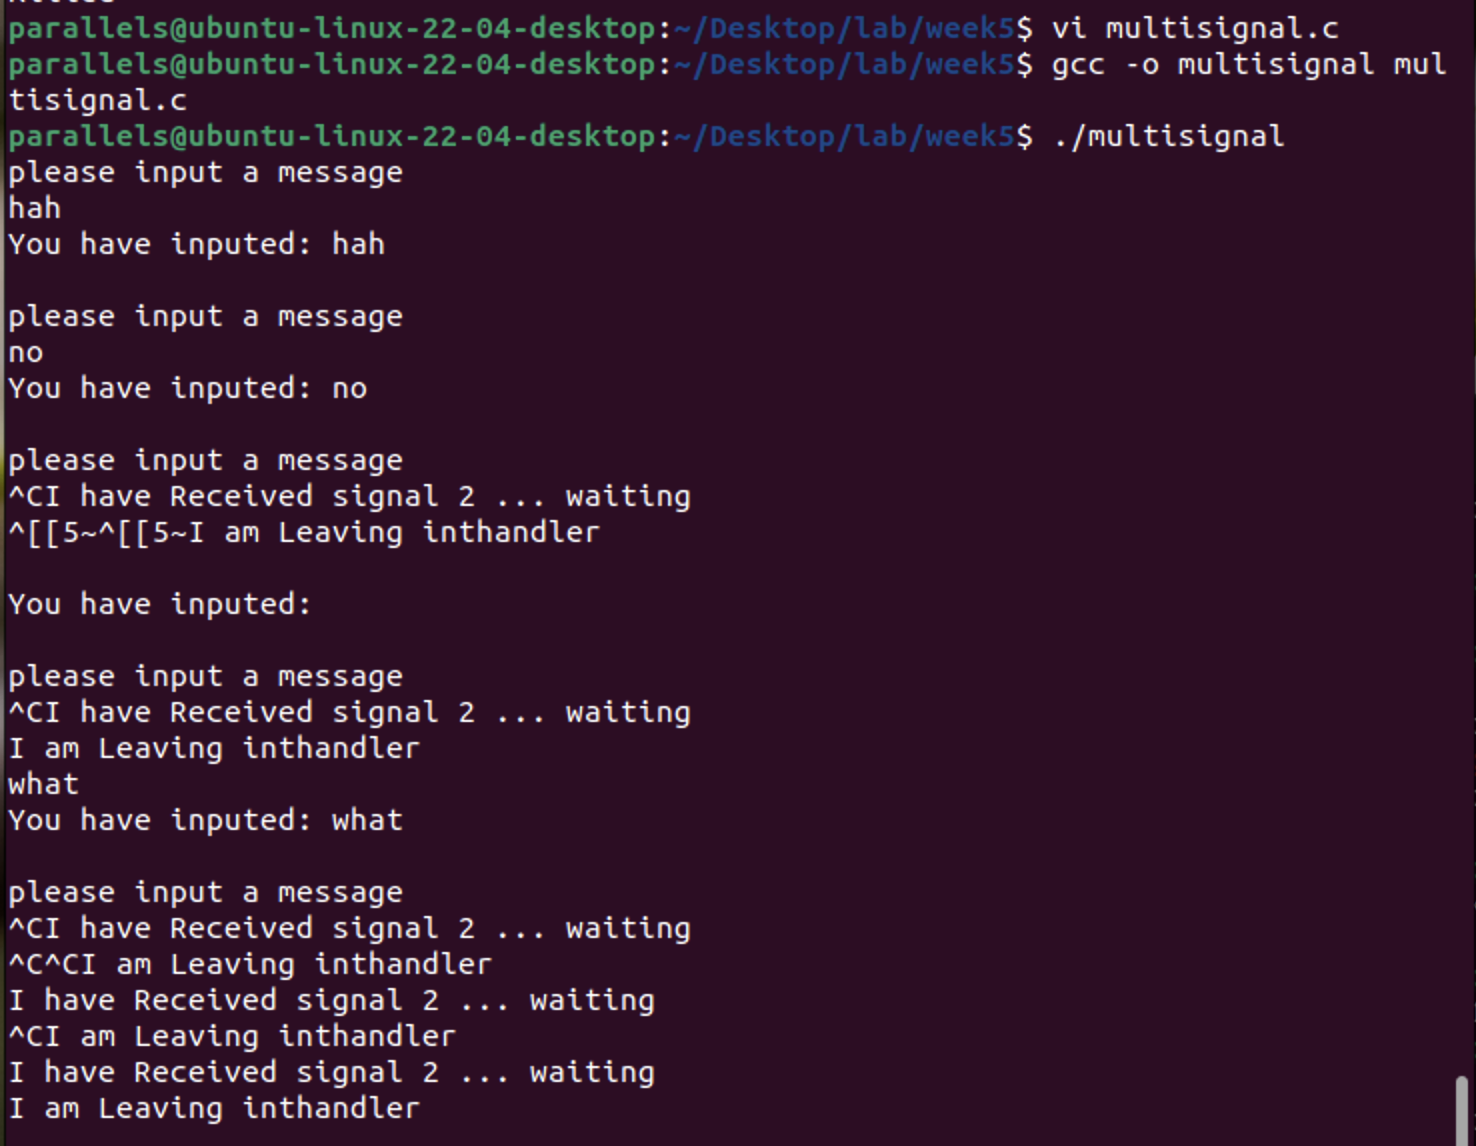 parallels@ubuntu-linux-22-04-desktop:~/Desktop/lab/week5$ vi multisignal.c
parallels@ubuntu-linux-22-04-desktop:~/Desktop/lab/week5$ gcc -o multisignal mul
tisignal.c
parallels@ubuntu-linux-22-04-desktop:~/Desktop/lab/week5$ ./multisignal
please input a message
hah
You have inputed: hah
please input a message
no
You have inputed: no
please input a message
^CI have Received signal 2 ... waiting
^[[5~^[[5~I am Leaving inthandler
You have inputed:
please input a message
^CI have Received signal 2 ... waiting
I am Leaving inthandler
what
You have inputed: what
please input a message
^CI have Received signal 2 ... waiting
^C^CI am Leaving inthandler
I have Received signal 2 ... waiting
^CI am Leaving inthandler
I have Received signal 2 ... waiting
I am Leaving inthandler